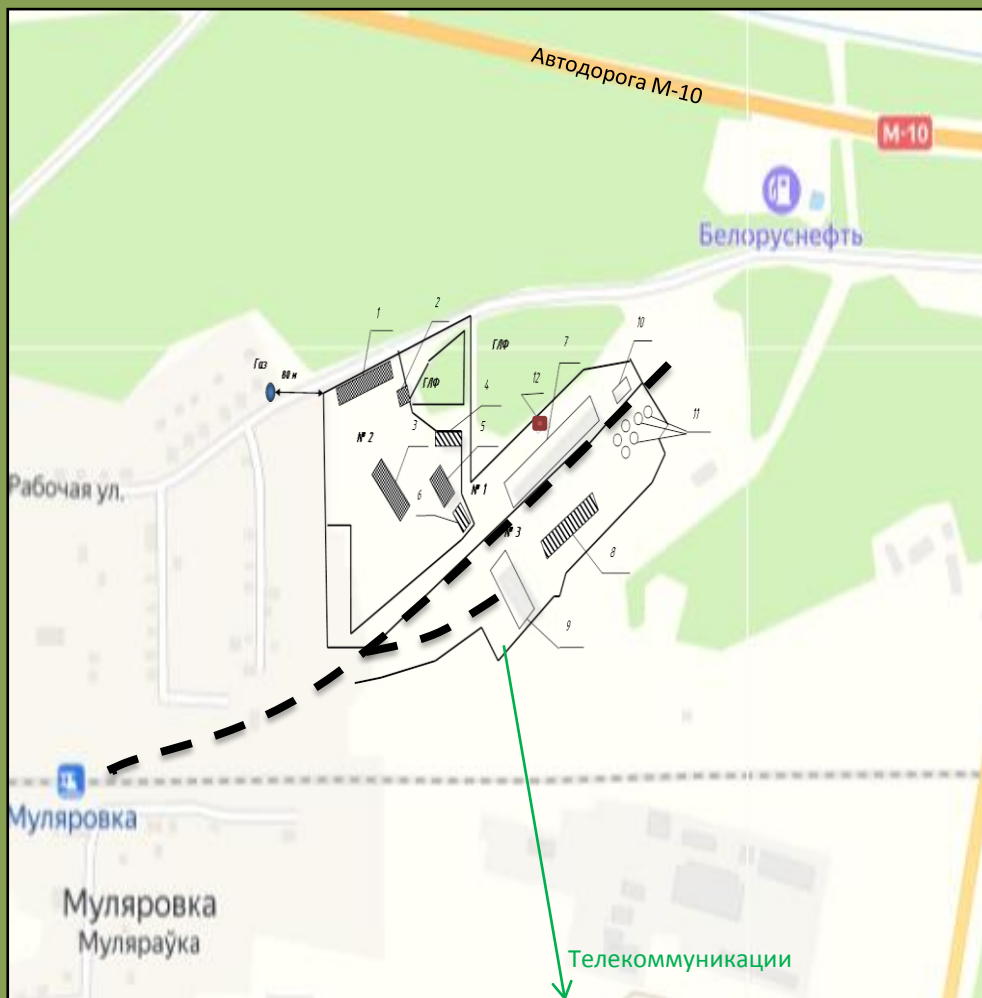 Автодорога М-10
М-10
Белоруснефть
1
2
10
ГЛФ
7
Газ
80 м
ГЛФ
4
12
3
5
11
№ 2
Рабочая ул.
6
№ 1
№ 3
8
9
Муляровка
Муляровка
Муляраўка
Телекоммуникации